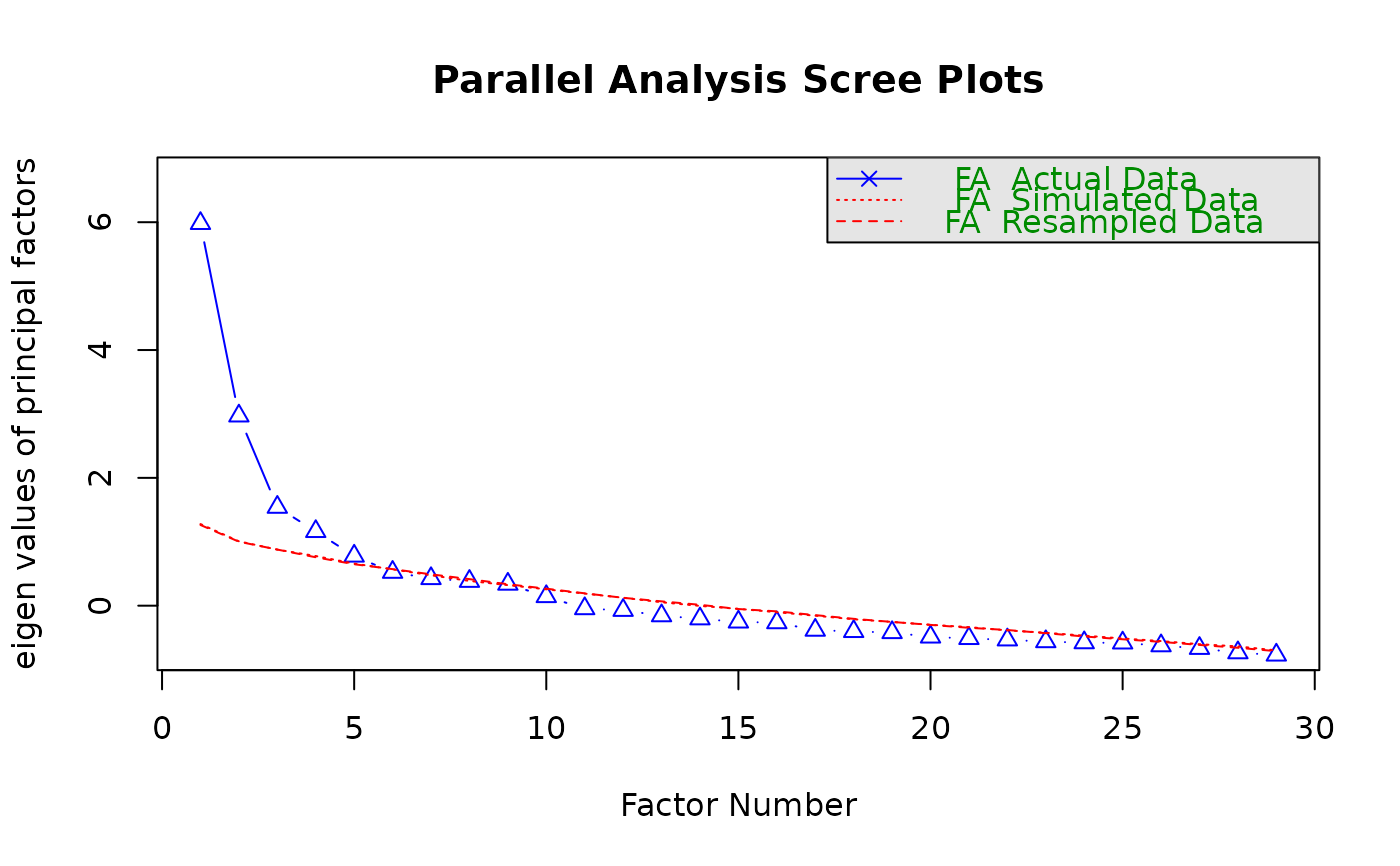 Parallel Analysis Scree Plots
FA Actual Data
FA Simulated Data
FA Resampled Data
eigen values of principal factors
6
4
2
0
0 5 10 15 20 25 30
Factor Number